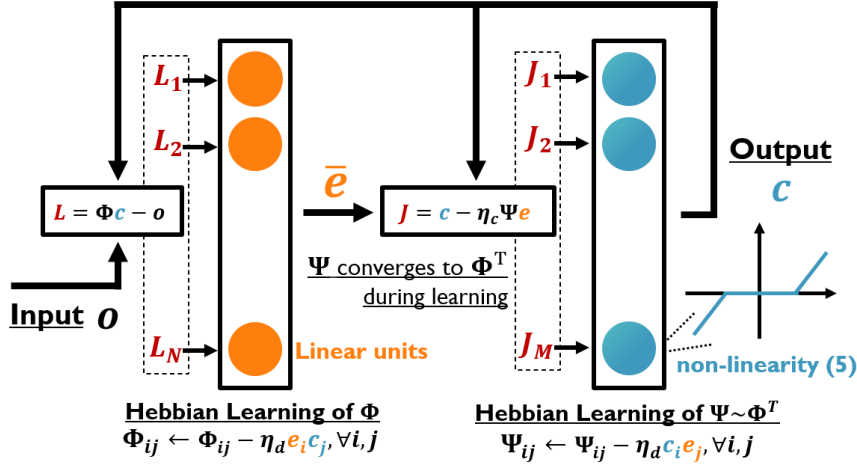 L₁
L₂
L = Φc − o
Input o
L_N
Linear units
ē
J = c − η_cΨe
Ψ converges to Φᵀ
during learning
J₁
J₂
J_M
Output
c
non-linearity (5)
Hebbian Learning of Φ
Φ_ij ← Φ_ij − η_d e_i c_j, ∀i, j
Hebbian Learning of Ψ~Φ^T
Ψ_ij ← Ψ_ij − η_d c_i e_j, ∀i, j